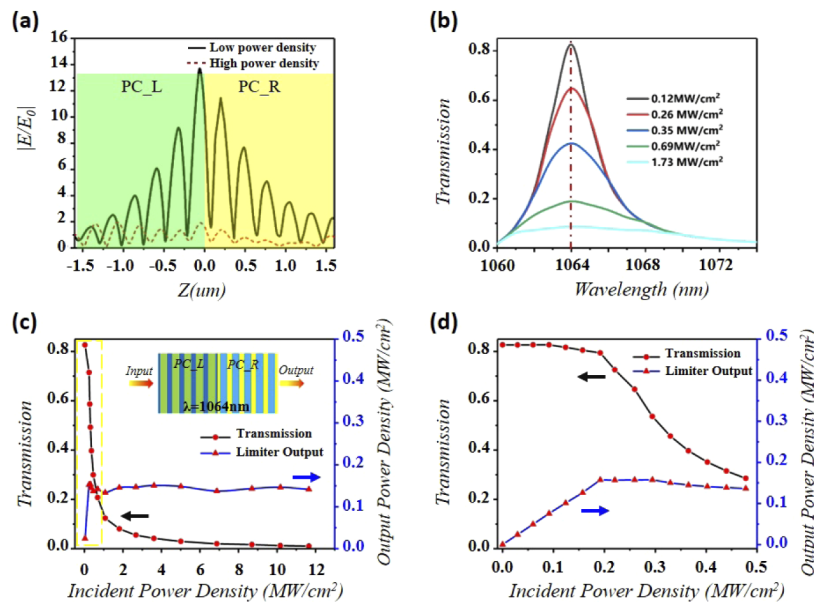 (a)
|E/E0|
16
14
12
10
8
6
4
2
0
Low power density
High power density
PC_L
PC_R
-1.5 -1.0 -0.5 0.0 0.5 1.0 1.5
Z(um)
(b)
Transmission
0.8
0.6
0.4
0.2
0.0
0.12MW/cm²
0.26 MW/cm²
0.35 MW/cm²
0.69MW/cm²
1.73 MW/cm²
1060 1064 1068 1072
Wavelength (nm)
(c)
Transmission
0.8
0.6
0.4
0.2
0.0
Input
PC_L
PC_R
Output
λ=1064nm
Transmission
Limiter Output
0.5
0.4
0.3
0.2
0.1
0.0
Output Power Density (MW/cm²)
0 2 4 6 8 10 12
Incident Power Density (MW/cm²)
(d)
Transmission
0.8
0.6
0.4
0.2
0.0
Transmission
Limiter Output
0.5
0.4
0.3
0.2
0.1
0.0
Output Power Density (MW/cm²)
0.0 0.1 0.2 0.3 0.4 0.5
Incident Power Density (MW/cm²)